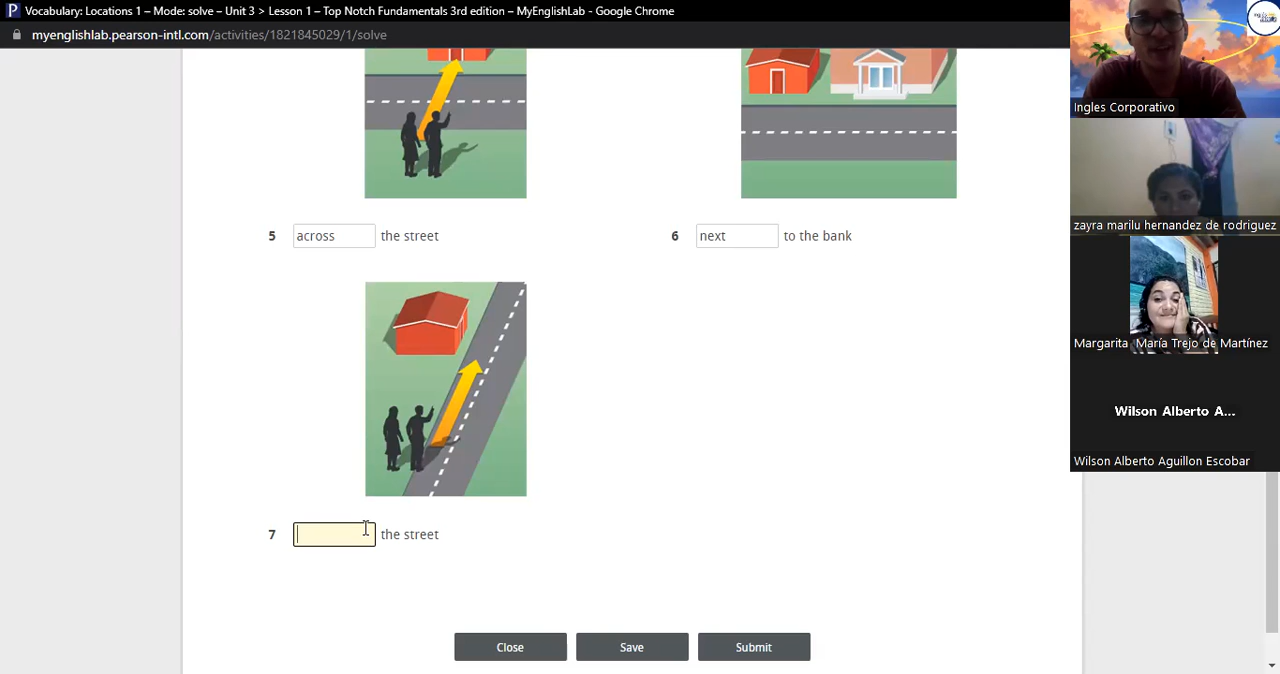 Vocabulary: Locations 1 – Mode: solve – Unit 3 > Lesson 1 – Top Notch Fundamentals 3rd edition – MyEnglishLab - Google Chrome
myenglishlab.pearson-intl.com/activities/1821845029/1/solve
Ingles Corporativo
zayra marilu hernandez de rodriguez
5 across the street
6 next to the bank
Margarita María Trejo de Martínez
Wilson Alberto A...
Wilson Alberto Aguillon Escobar
7 the street
Close Save Submit